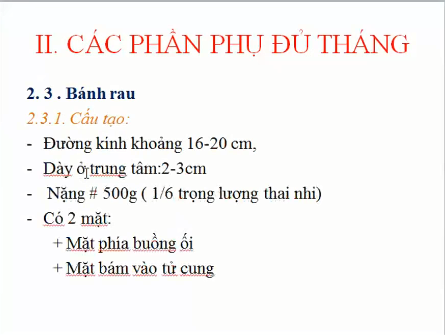 II. CÁC PHẦN PHỤ ĐỦ THÁNG
2. 3 . Bánh rau
2.3.1. Cấu tạo:
- Đường kính khoảng 16-20 cm,
- Dày ở trung tâm:2-3cm
- Nặng # 500g ( 1/6 trọng lượng thai nhi)
- Có 2 mặt:
+ Mặt phía buồng ối
+ Mặt bám vào tử cung